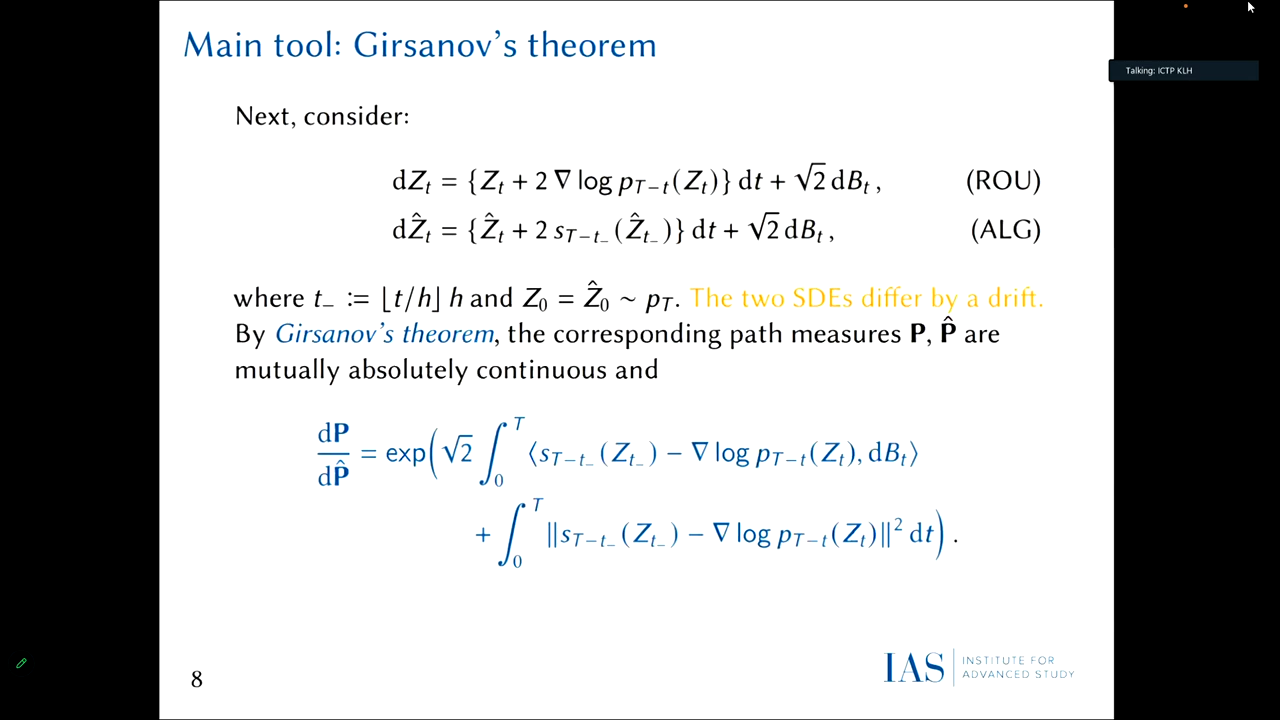 Main tool: Girsanov's theorem
Talking: ICTP KLH
Next, consider:
dZ_t = {Z_t + 2 ∇ log p_{T−t}(Z_t)} dt + √2 dB_t , (ROU)
dẐ_t = {Ẑ_t + 2 s_{T−t_−}(Ẑ_{t_−})} dt + √2 dB_t , (ALG)
where t_− ≔ ⌊t/h⌋ h and Z_0 = Ẑ_0 ∼ p_T. The two SDEs differ by a drift.
By Girsanov's theorem, the corresponding path measures P, P̂ are
mutually absolutely continuous and
dP/dP̂ = exp(√2 ∫_0^T ⟨s_{T−t_−}(Z_{t_−}) − ∇ log p_{T−t}(Z_t), dB_t⟩
+ ∫_0^T ‖s_{T−t_−}(Z_{t_−}) − ∇ log p_{T−t}(Z_t)‖² dt) .
8
IAS INSTITUTE FOR
ADVANCED STUDY